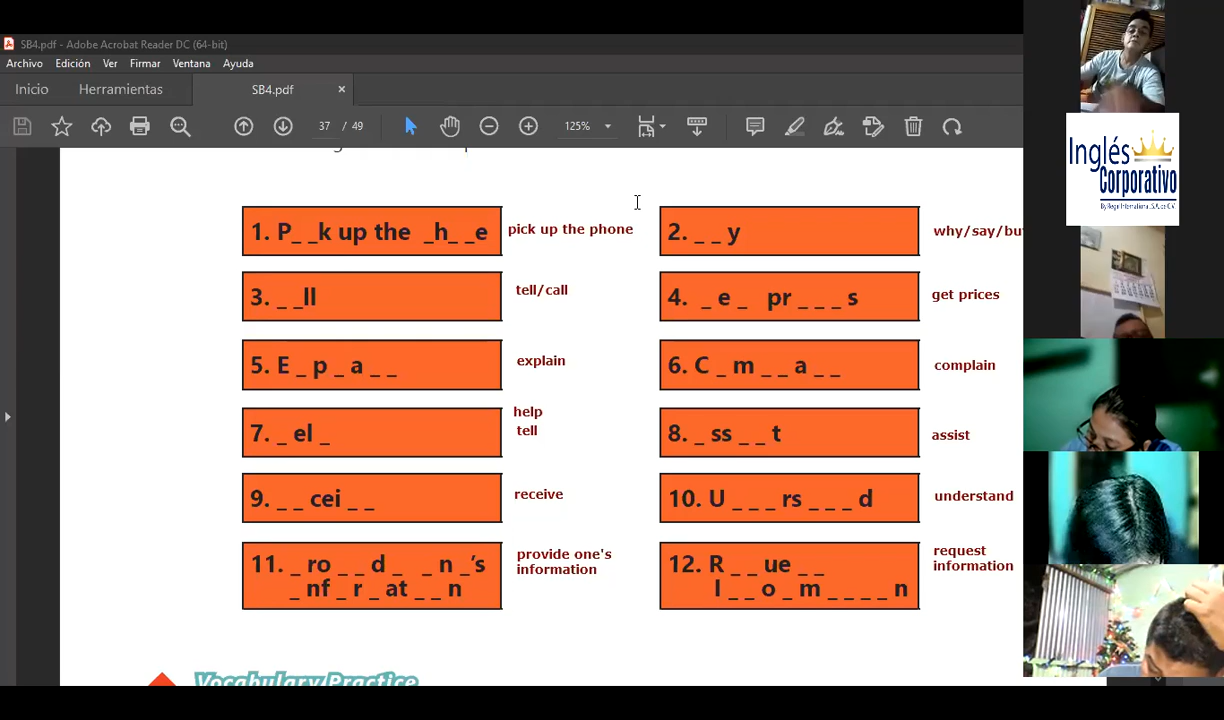 SB4.pdf - Adobe Acrobat Reader DC (64-bit)
Archivo Edición Ver Firmar Ventana Ayuda
Inicio Herramientas SB4.pdf ×
37 / 49 125%
1. P_ _k up the _h_ _e pick up the phone 2. _ _ y why/say/bu
3. _ _ll tell/call 4. _ e _ pr _ _ _ s get prices
5. E _ p _ a _ _ explain 6. C _ m _ _ a _ _ complain
7. _ el _ help 8. _ ss _ _ t assist
tell
9. _ _ cei _ _ receive 10. U _ _ _ rs _ _ _ d understand
11. _ ro _ _ d _ _ n _'s provide one's 12. R _ _ ue _ _ request
_ nf _ r _ at _ _ n information I _ _ o _ m _ _ _ _ n information
Vocabulary Practice
Inglés
Corporativo